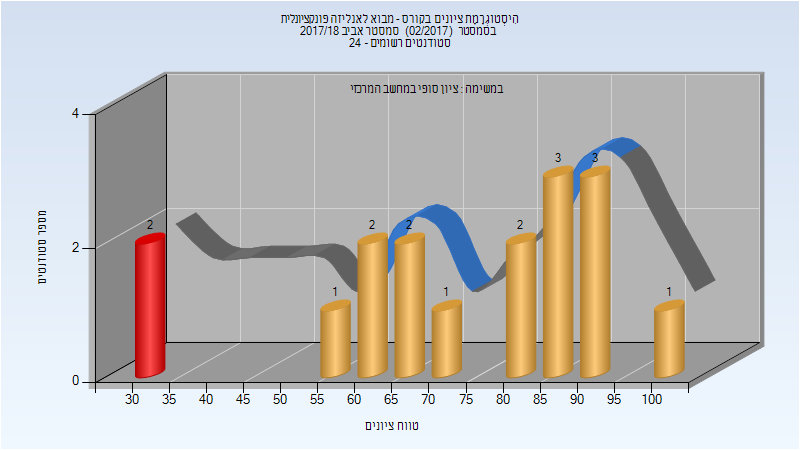 היסטוגרמת ציונים בקורס - מבוא לאנליזה פונקציונלית
בסמסטר (02/2017) סמסטר אביב 2017/18
סטודנטים רשומים - 24
במשימה : ציון סופי במחשב המרכזי
מספר סטודנטים
4
2
0
2
1
2
2
1
2
3
3
1
30 35 40 45 50 55 60 65 70 75 80 85 90 95 100
טווח ציונים